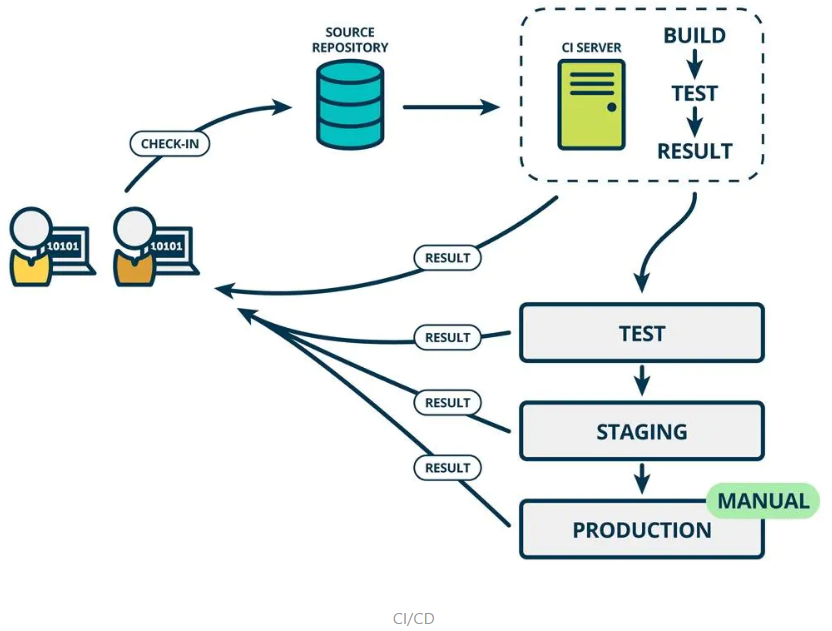 SOURCE
REPOSITORY
CI SERVER
BUILD
TEST
RESULT
CHECK-IN
10101
10101
RESULT
RESULT
TEST
RESULT
STAGING
RESULT
MANUAL
PRODUCTION
CI/CD